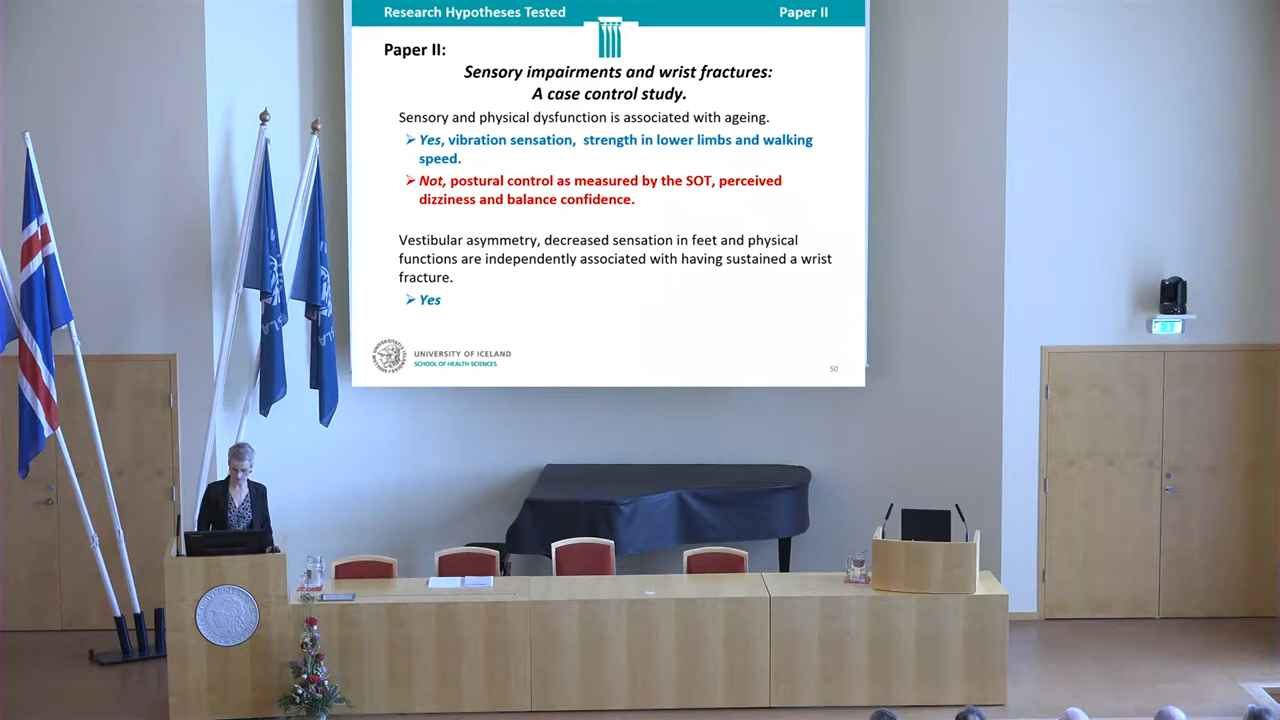 Research Hypotheses Tested Paper II
Paper II:
Sensory impairments and wrist fractures:
A case control study.
Sensory and physical dysfunction is associated with ageing.
➢ Yes, vibration sensation, strength in lower limbs and walking
speed.
➢ Not, postural control as measured by the SOT, perceived
dizziness and balance confidence.
Vestibular asymmetry, decreased sensation in feet and physical
functions are independently associated with having sustained a wrist
fracture.
➢ Yes
UNIVERSITY OF ICELAND
SCHOOL OF HEALTH SCIENCES
50